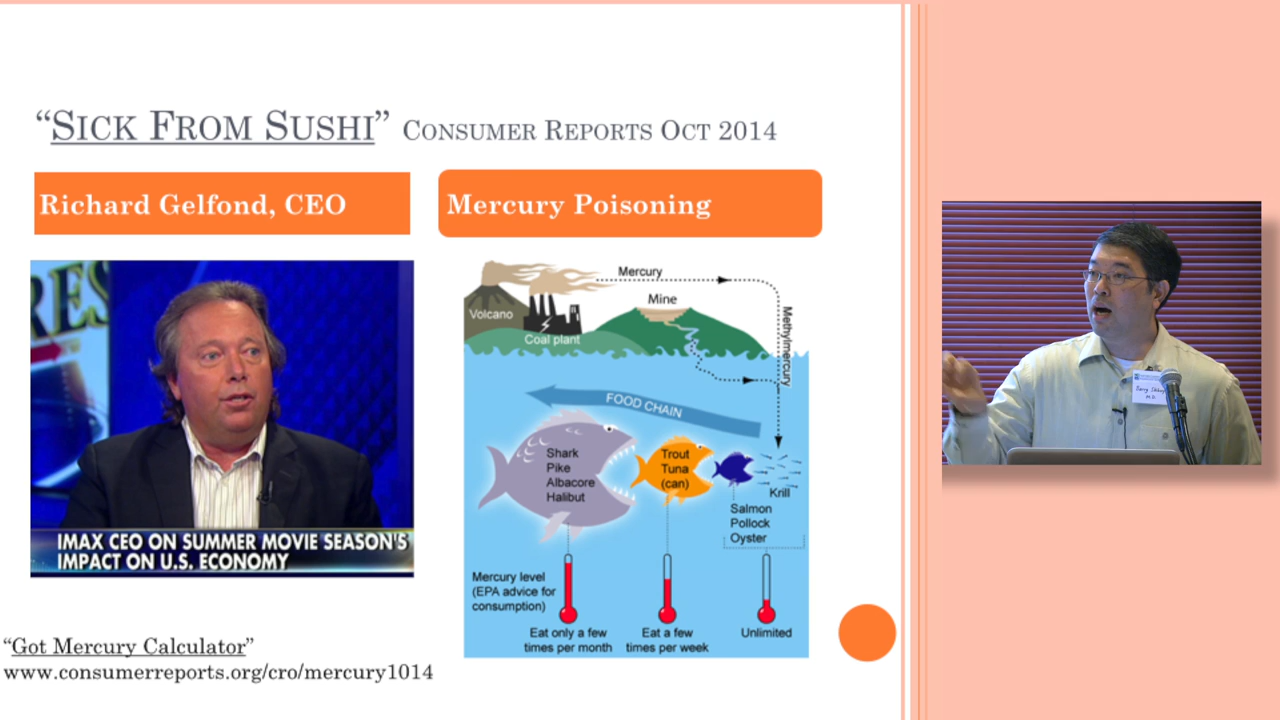 “SICK FROM SUSHI” CONSUMER REPORTS OCT 2014
Richard Gelfond, CEO
Mercury Poisoning
IMAX CEO ON SUMMER MOVIE SEASON'S
IMPACT ON U.S. ECONOMY
Mercury
Volcano
Mine
Coal plant
Methylmercury
FOOD CHAIN
Shark
Pike
Albacore
Halibut
Trout
Tuna
(can)
Krill
Salmon
Pollock
Oyster
Mercury level
(EPA advice for
consumption)
Eat only a few
times per month
Eat a few
times per week
Unlimited
“Got Mercury Calculator”
www.consumerreports.org/cro/mercury1014